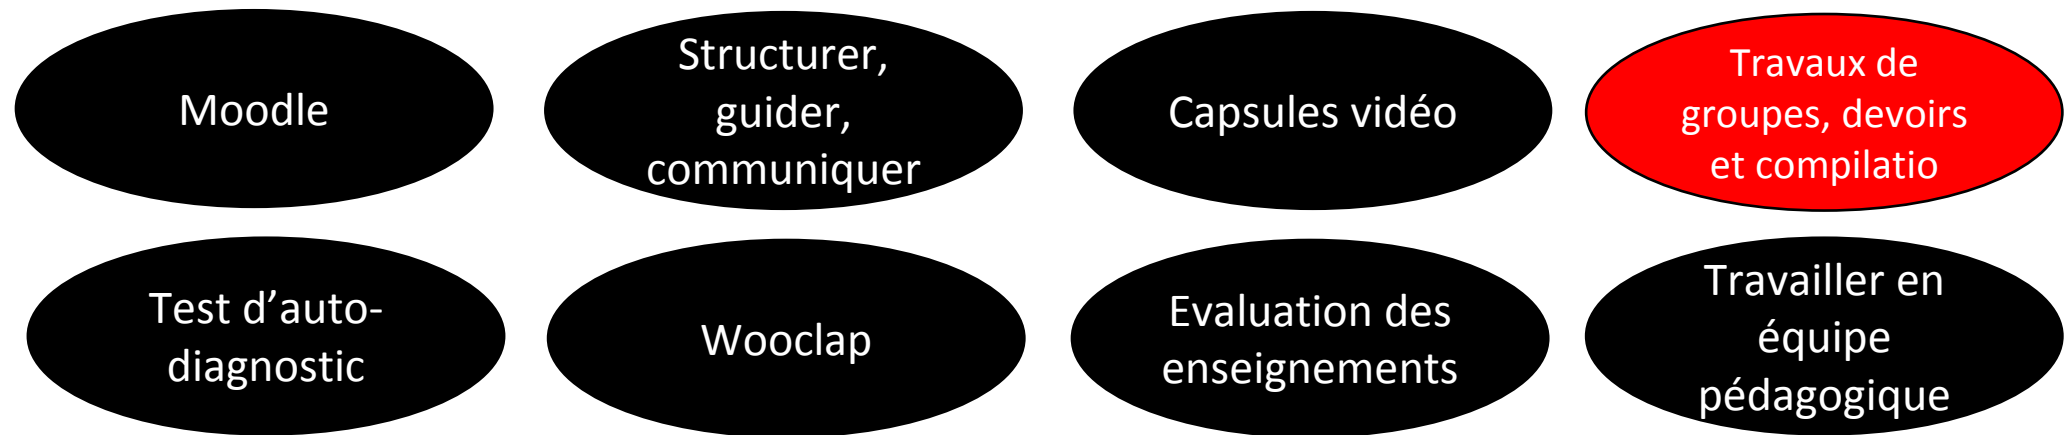 Moodle
Structurer,
guider,
communiquer
Capsules vidéo
Travaux de
groupes, devoirs
et compilatio
Test d’auto-
diagnostic
Wooclap
Evaluation des
enseignements
Travailler en
équipe
pédagogique